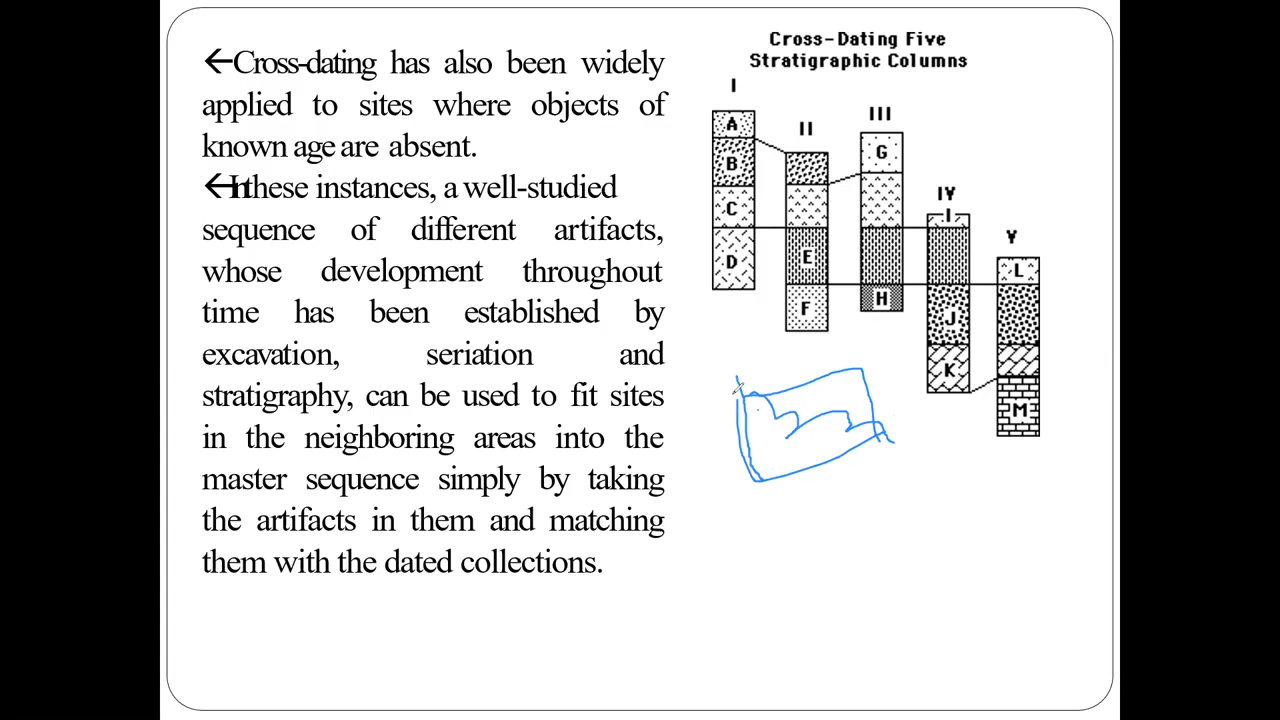 ←Cross-dating has also been widely
applied to sites where objects of
known age are absent.
←In these instances, a well-studied
sequence of different artifacts,
whose development throughout
time has been established by
excavation, seriation and
stratigraphy, can be used to fit sites
in the neighboring areas into the
master sequence simply by taking
the artifacts in them and matching
them with the dated collections.
Cross-Dating Five
Stratigraphic Columns
I
A
B
C
D
II
E
F
III
G
H
IV
I
J
K
V
L
M